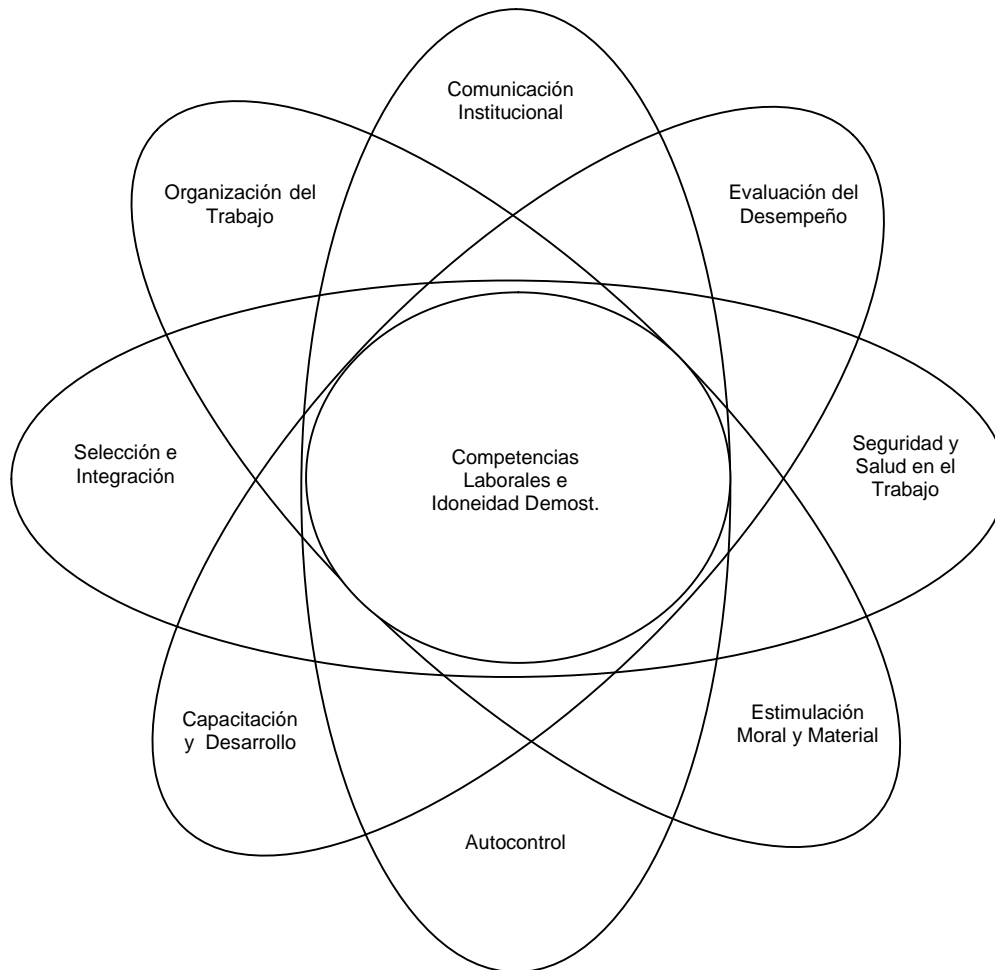 Comunicación
Institucional
Organización del
Trabajo
Evaluación del
Desempeño
Selección e
Integración
Competencias
Laborales e
Idoneidad Demost.
Seguridad y
Salud en el
Trabajo
Capacitación
y Desarrollo
Estimulación
Moral y Material
Autocontrol